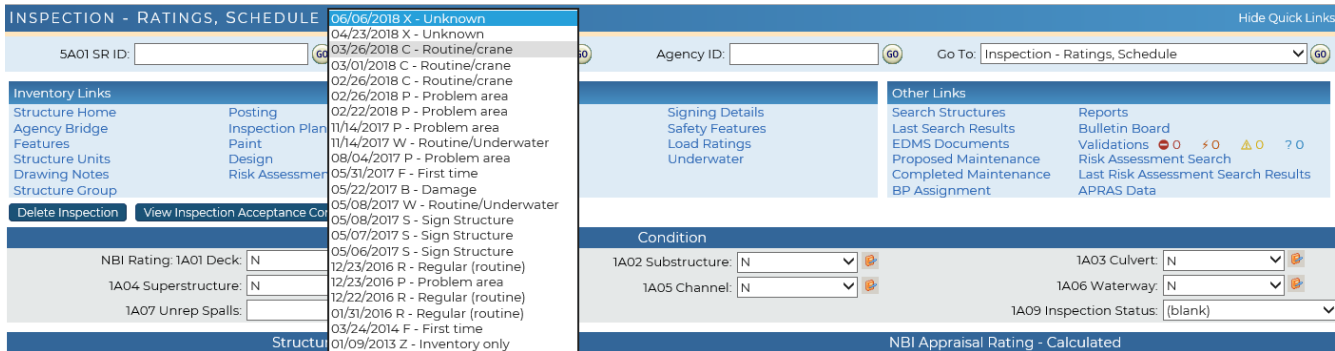 INSPECTION - RATINGS, SCHEDULE
Hide Quick Links
5A01 SR ID:
GO
Agency ID:
GO
Go To: Inspection - Ratings, Schedule
GO
06/06/2018 X - Unknown
04/23/2018 X - Unknown
03/26/2018 C - Routine/crane
03/01/2018 C - Routine/crane
02/26/2018 C - Routine/crane
02/26/2018 P - Problem area
02/22/2018 P - Problem area
11/14/2017 P - Problem area
11/14/2017 W - Routine/Underwater
08/04/2017 P - Problem area
05/31/2017 F - First time
05/22/2017 B - Damage
05/08/2017 W - Routine/Underwater
05/08/2017 S - Sign Structure
05/07/2017 S - Sign Structure
05/06/2017 S - Sign Structure
12/23/2016 R - Regular (routine)
12/23/2016 P - Problem area
12/22/2016 R - Regular (routine)
01/31/2016 R - Regular (routine)
03/24/2014 F - First time
01/09/2013 Z - Inventory only
Inventory Links
Structure Home
Agency Bridge
Features
Structure Units
Drawing Notes
Structure Group
Posting
Inspection Plan
Paint
Design
Risk Assessmen
Signing Details
Safety Features
Load Ratings
Underwater
Other Links
Search Structures
Last Search Results
EDMS Documents
Proposed Maintenance
Completed Maintenance
BP Assignment
Reports
Bulletin Board
Validations 0 0 0 ? 0
Risk Assessment Search
Last Risk Assessment Search Results
APRAS Data
Delete Inspection
View Inspection Acceptance Cor
Condition
NBI Rating: 1A01 Deck: N
1A02 Substructure: N
1A03 Culvert: N
1A04 Superstructure: N
1A05 Channel: N
1A06 Waterway: N
1A07 Unrep Spalls:
1A09 Inspection Status: (blank)
Structur
NBI Appraisal Rating - Calculated